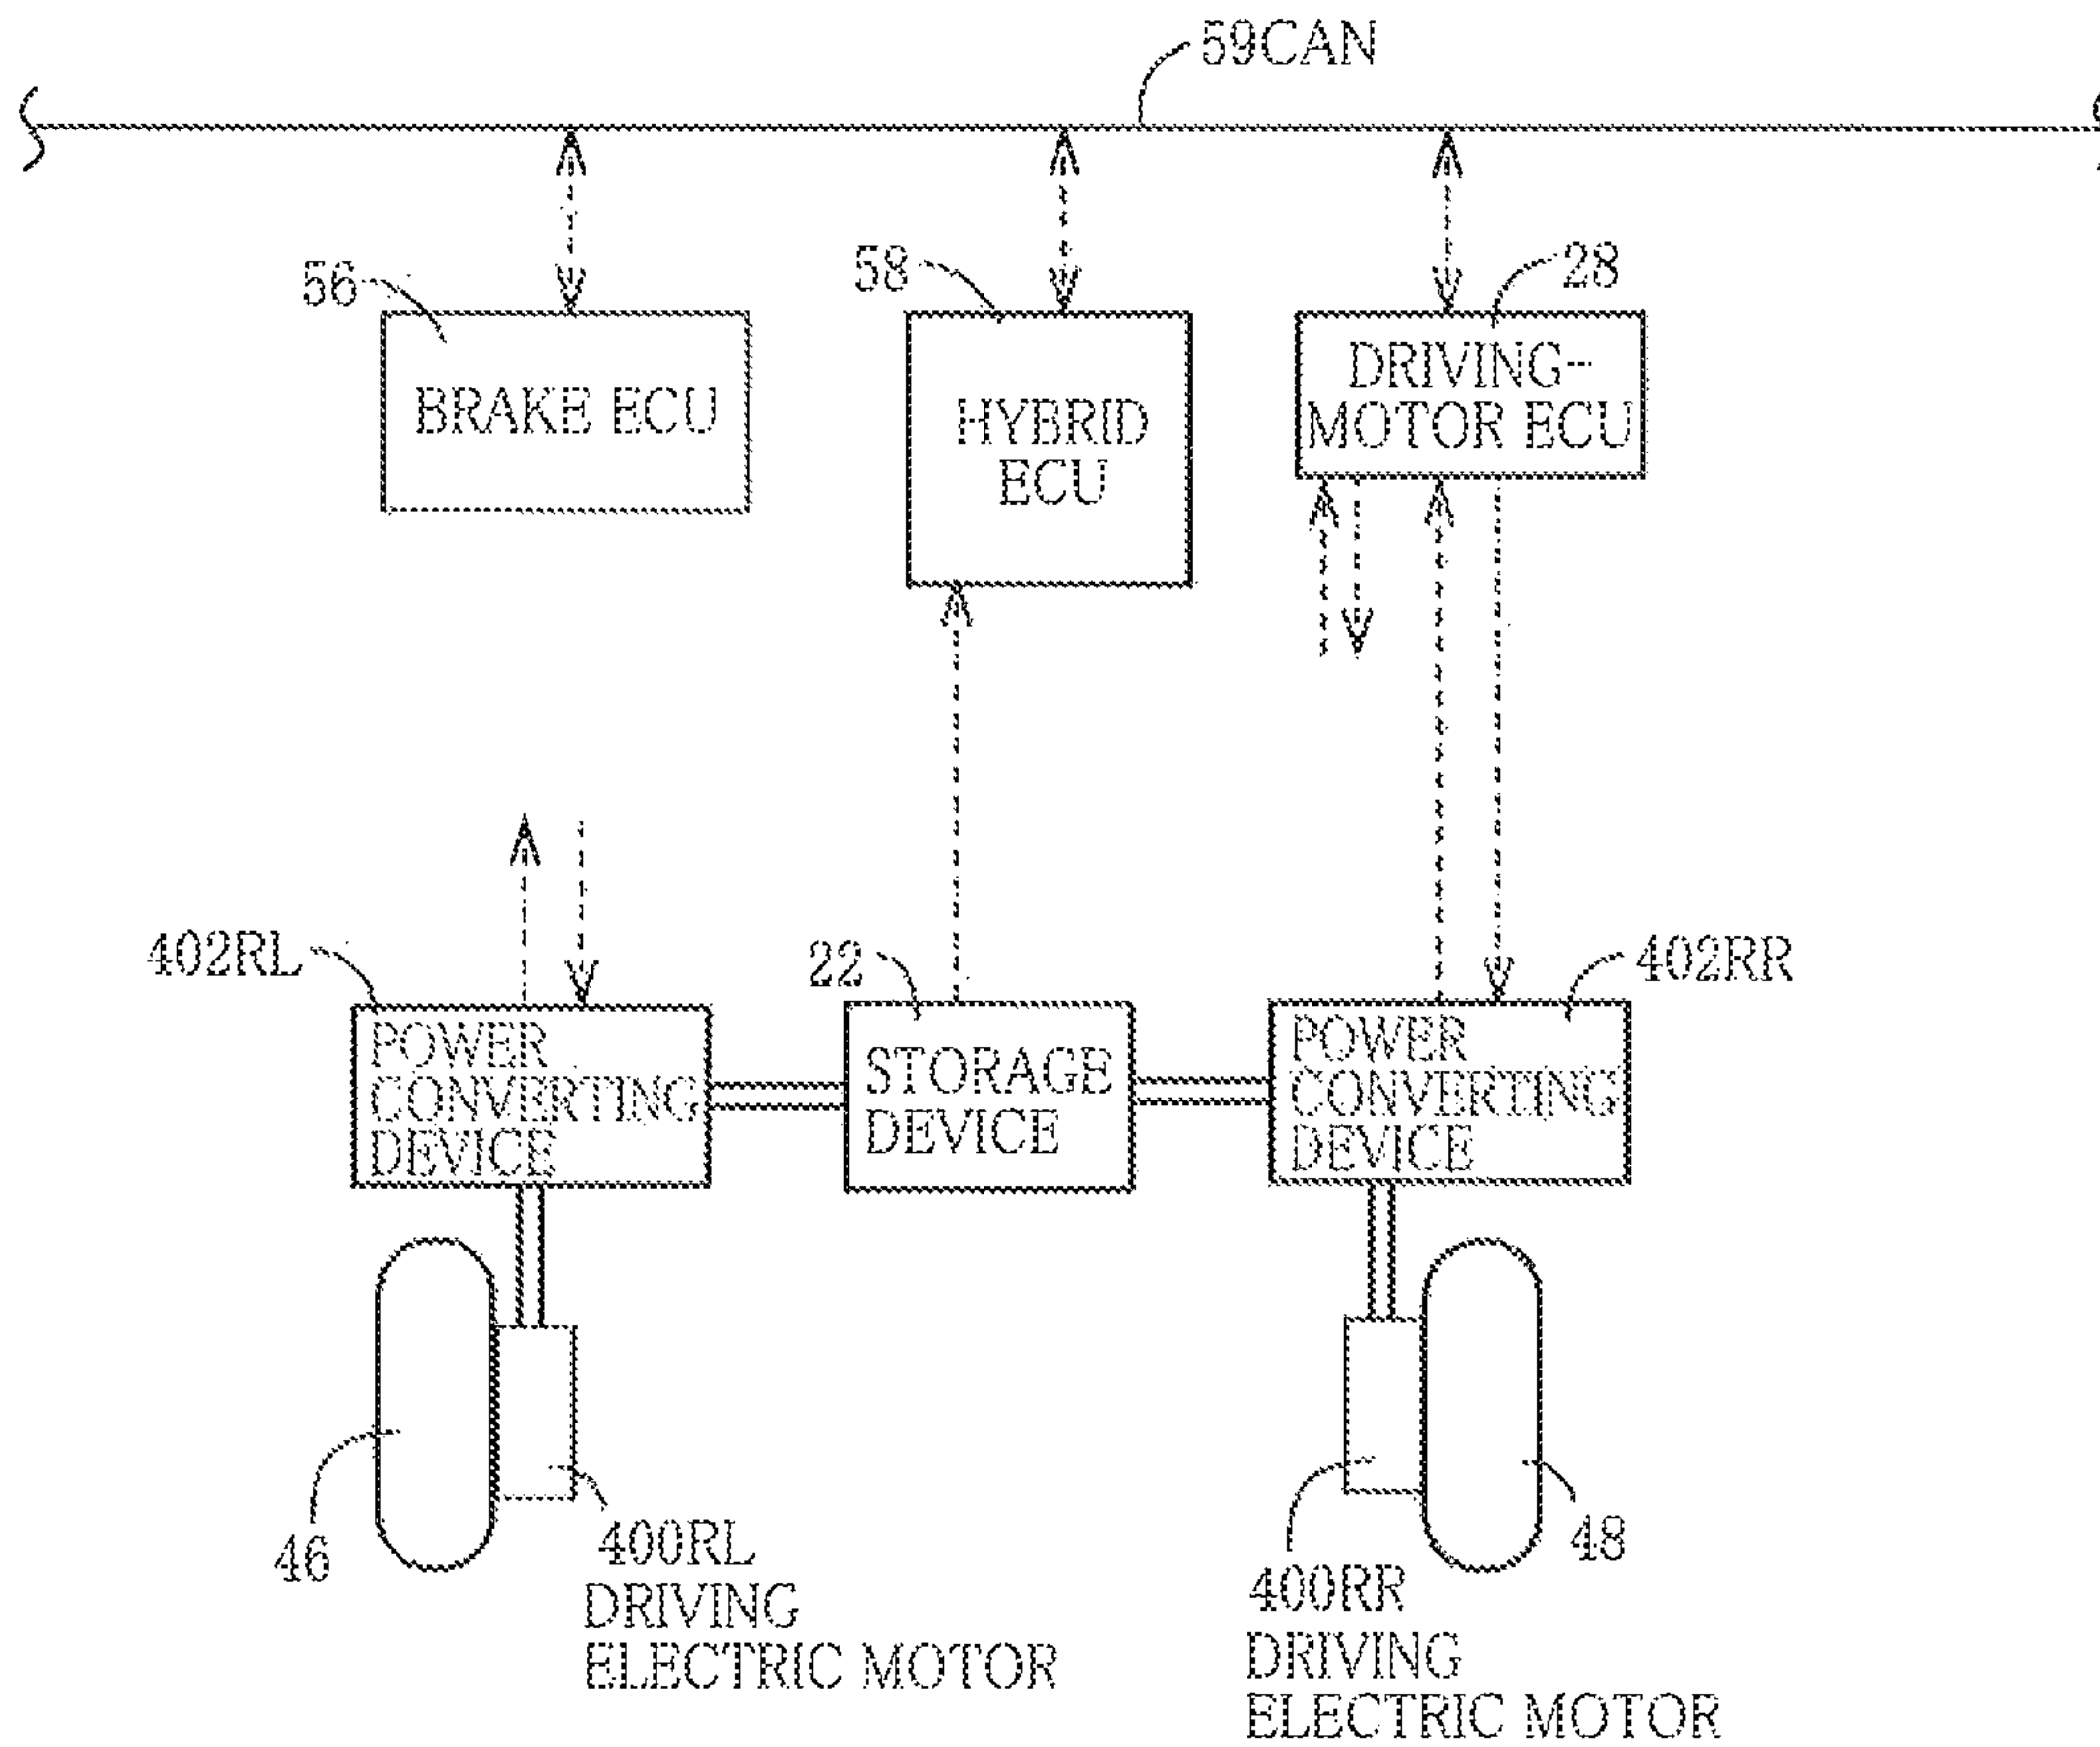 59CAN
56
58
28
BRAKE ECU
HYBRID
ECU
DRIVING-
MOTOR ECU
402RL
22
402RR
POWER
CONVERTING
DEVICE
STORAGE
DEVICE
POWER
CONVERTING
DEVICE
46
400RL
DRIVING
ELECTRIC MOTOR
400RR
DRIVING
ELECTRIC MOTOR
48